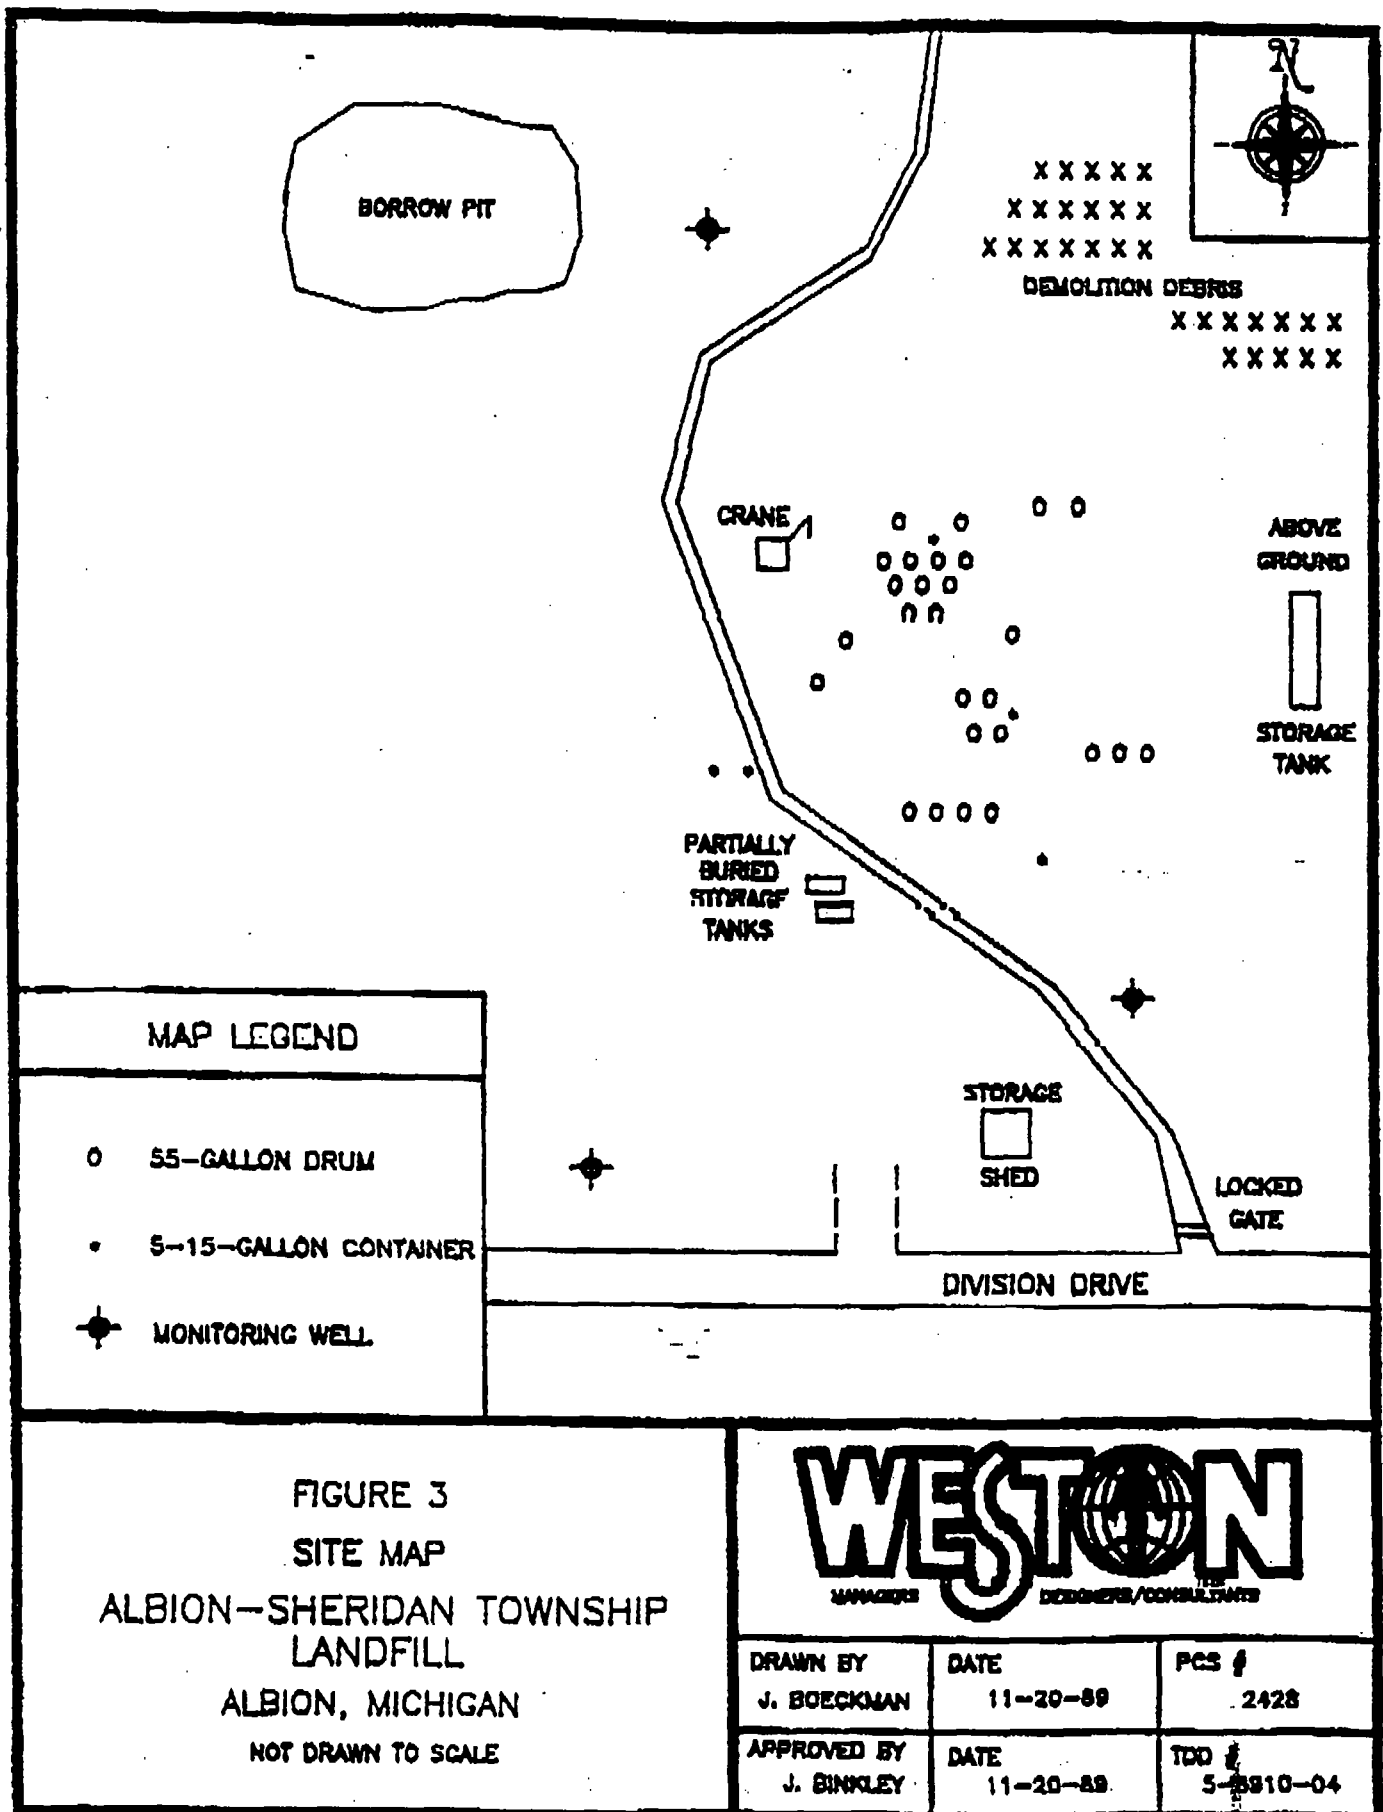 N
BORROW PIT
X X X X X
X X X X X X
X X X X X X X
DEMOLITION DEBRIS
X X X X X X X
X X X X X
CRANE
ABOVE
GROUND
STORAGE
TANK
PARTIALLY
BURIED
STORAGE
TANKS
MAP LEGEND
55-GALLON DRUM
5-15-GALLON CONTAINER
MONITORING WELL
STORAGE
SHED
LOCKED
GATE
DIVISION DRIVE
FIGURE 3
SITE MAP
ALBION-SHERIDAN TOWNSHIP
LANDFILL
ALBION, MICHIGAN
NOT DRAWN TO SCALE
WESTON
MANAGERS DESIGNERS/CONSULTANTS
DRAWN BY
J. BOECKMAN
DATE
11-20-89
PCS #
2428
APPROVED BY
J. BINKLEY
DATE
11-20-89
TDD #
5-8910-04